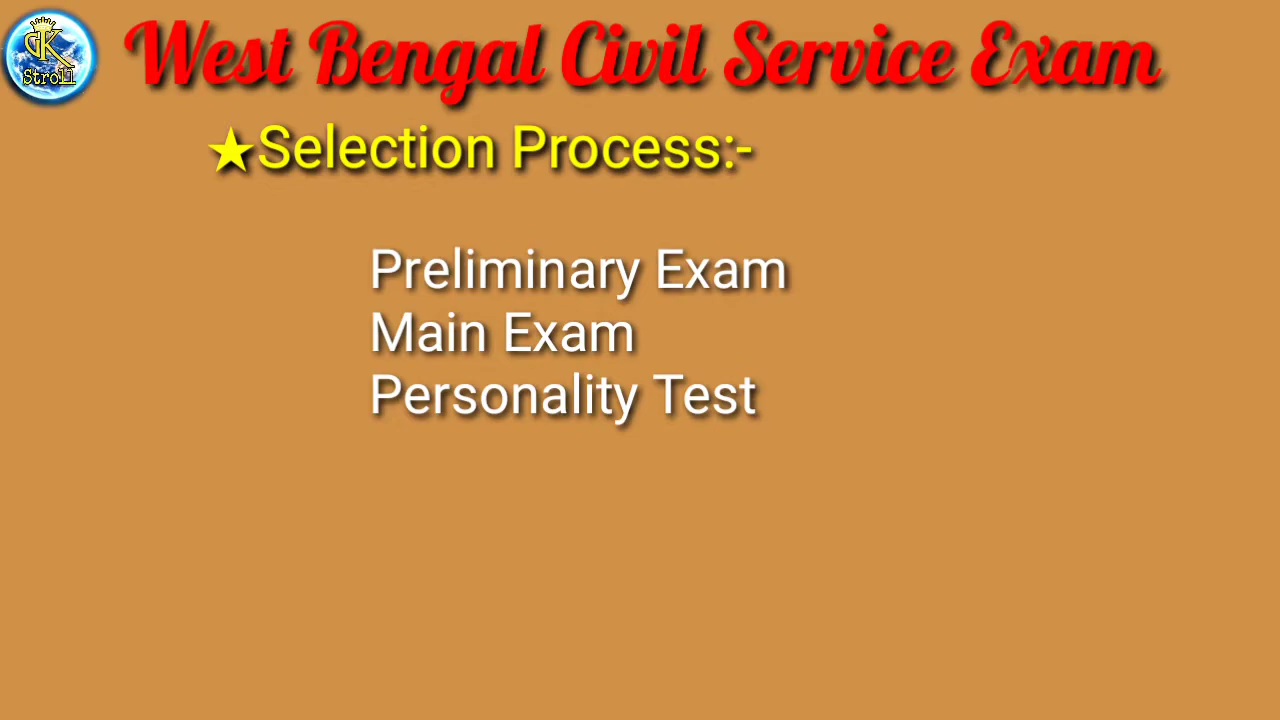 GK
Stroll
West Bengal Civil Service Exam
★Selection Process:-
Preliminary Exam
Main Exam
Personality Test